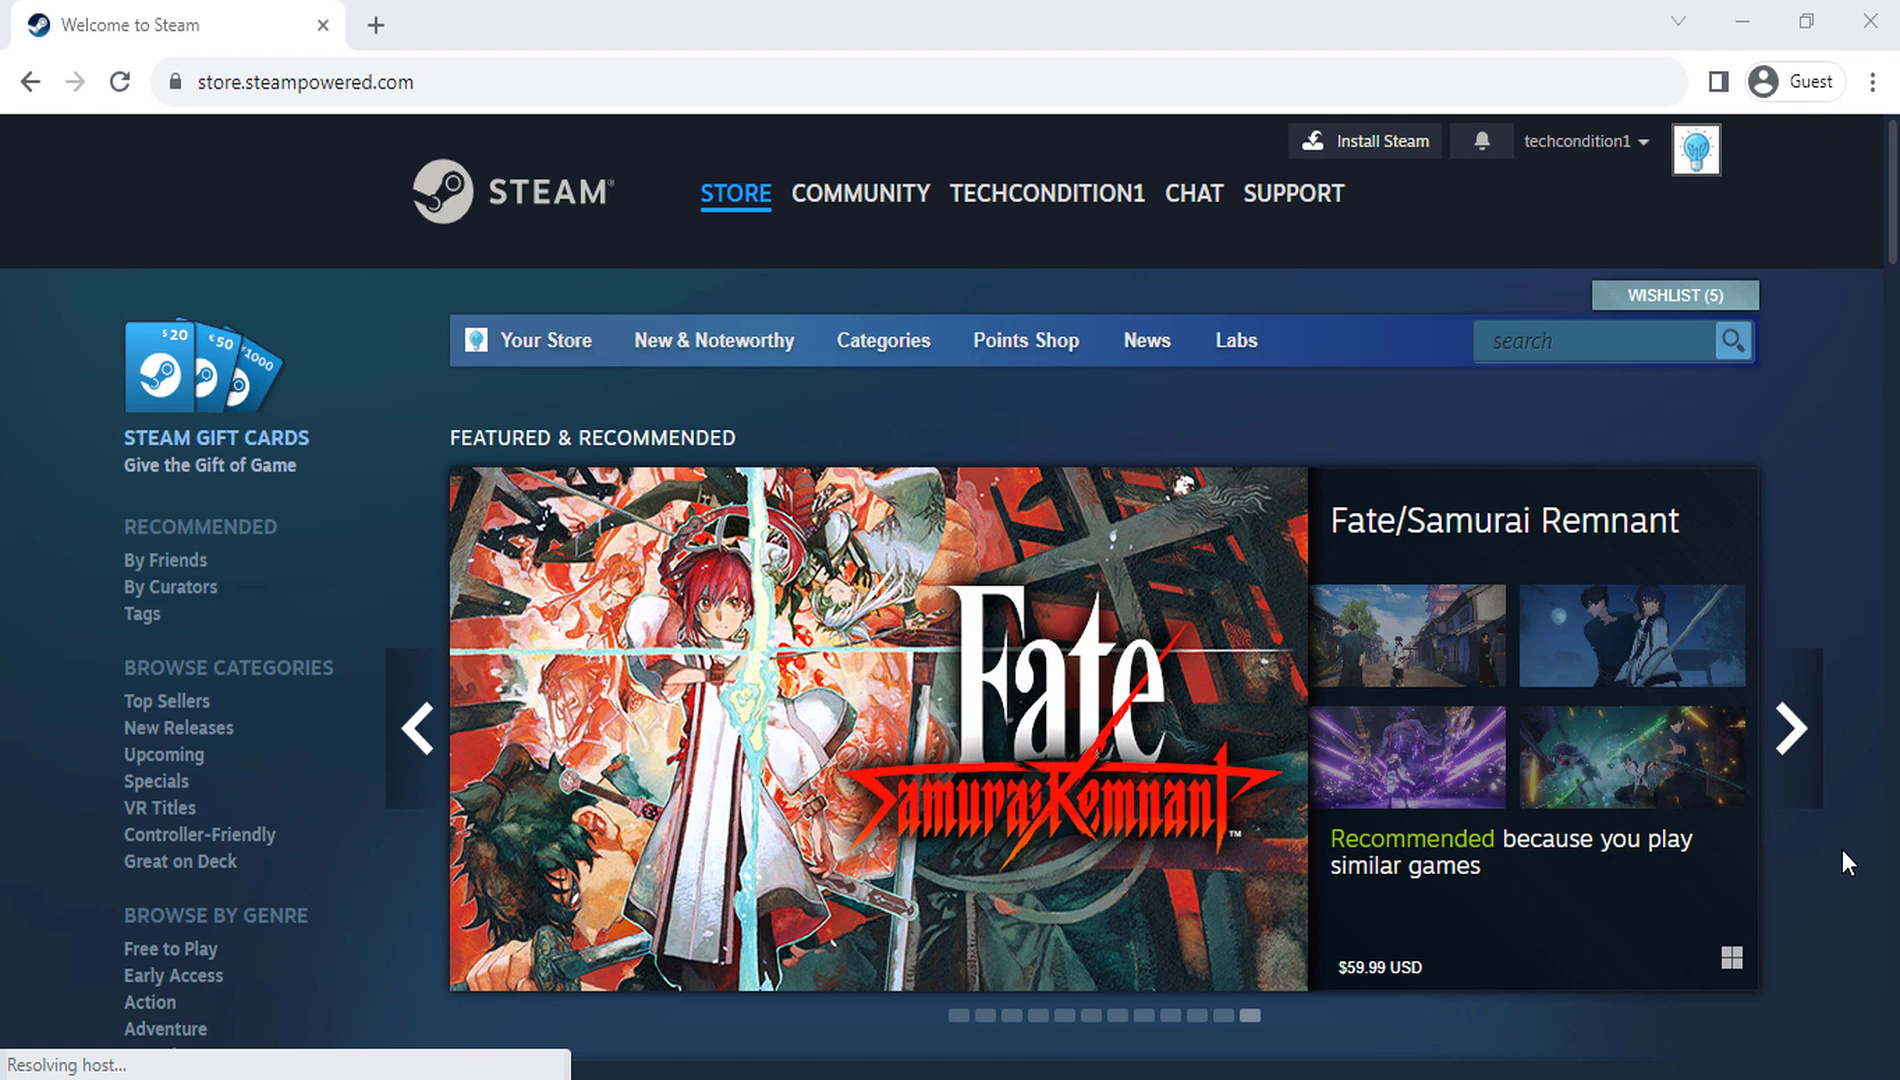 Welcome to Steam
store.steampowered.com
Guest
Install Steam
techcondition1
STEAM®
STORE COMMUNITY TECHCONDITION1 CHAT SUPPORT
WISHLIST (5)
Your Store New & Noteworthy Categories Points Shop News Labs
search
$20
€50
1000
STEAM GIFT CARDS
Give the Gift of Game
RECOMMENDED
By Friends
By Curators
Tags
BROWSE CATEGORIES
Top Sellers
New Releases
Upcoming
Specials
VR Titles
Controller-Friendly
Great on Deck
BROWSE BY GENRE
Free to Play
Early Access
Action
Adventure
FEATURED & RECOMMENDED
Fate
Samurai Remnant™
Fate/Samurai Remnant
Recommended because you play
similar games
$59.99 USD
Resolving host...